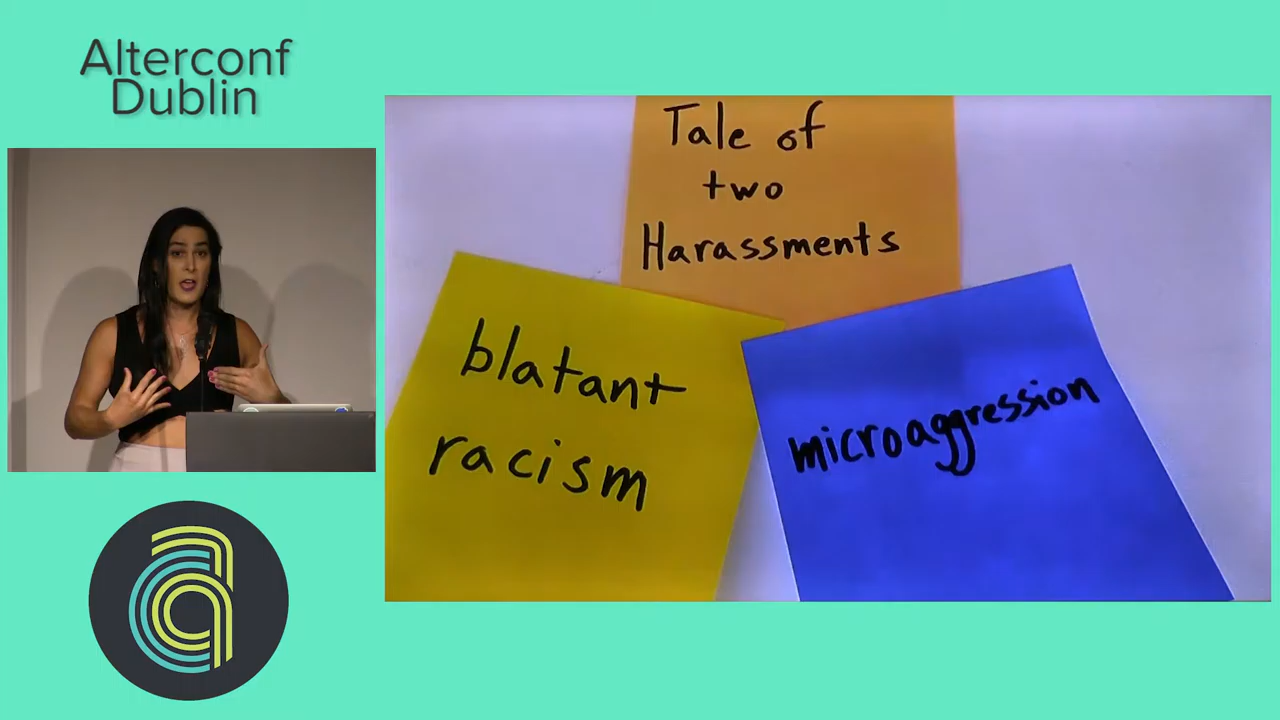 Alterconf
Dublin
Tale of
two
Harassments
blatant
racism
microaggression